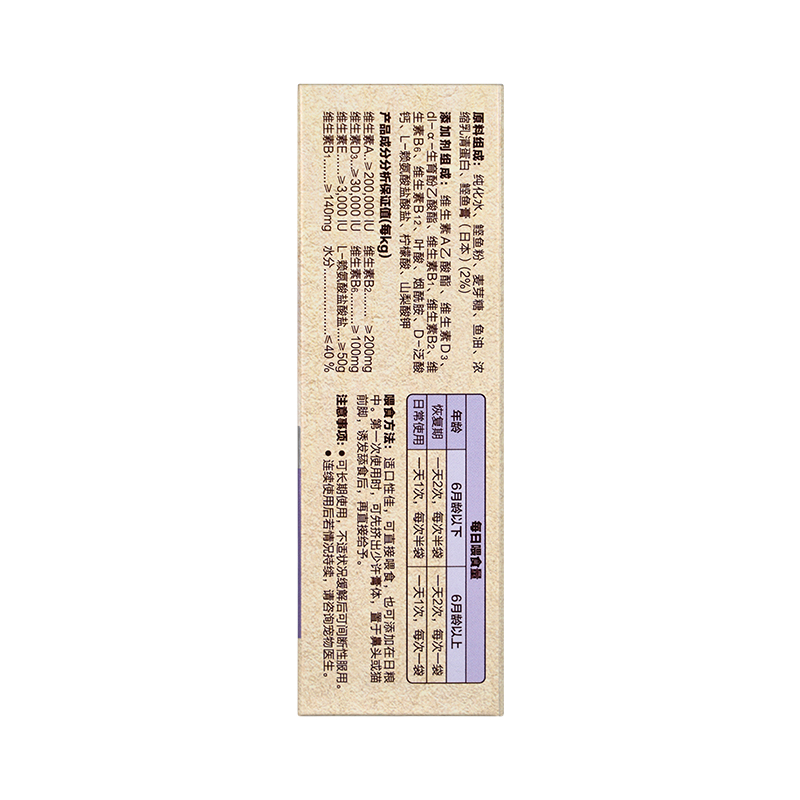 原料组成：纯化水、鲣鱼粉、麦芽糖、鱼油、浓
缩乳清蛋白、鲣鱼膏（日本）(2%)
添加剂组成：维生素A乙酸酯、维生素D3、
dl-α-生育酚乙酸酯、维生素B1、维生素B2、维
生素B6、维生素B12、叶酸、烟酰胺、D-泛酸
钙、L-赖氨酸盐酸盐、柠檬酸、山梨酸钾
产品成分分析保证值(每kg)
维生素A..≥200,000 IU 维生素B2........≥200mg
维生素D3..≥30,000 IU 维生素B6........≥100mg
维生素E......≥3,000 IU L-赖氨酸盐酸盐....≥50g
维生素B1........≥140mg 水分................≤40 %
每日喂食量
年龄 6月龄以下 6月龄以上
恢复期 一天2次，每次半袋 一天2次，每次一袋
日常使用 一天1次，每次半袋 一天1次，每次一袋
喂食方法：适口性佳，可直接喂食，也可添加在日粮
中。第一次使用时，可先挤出少许膏体，置于鼻头或猫
前脚，诱发舔食后，再直接给予。
注意事项：●可长期使用，不适状况缓解后可间断性服用。
●连续使用后若情况持续，请咨询宠物医生。